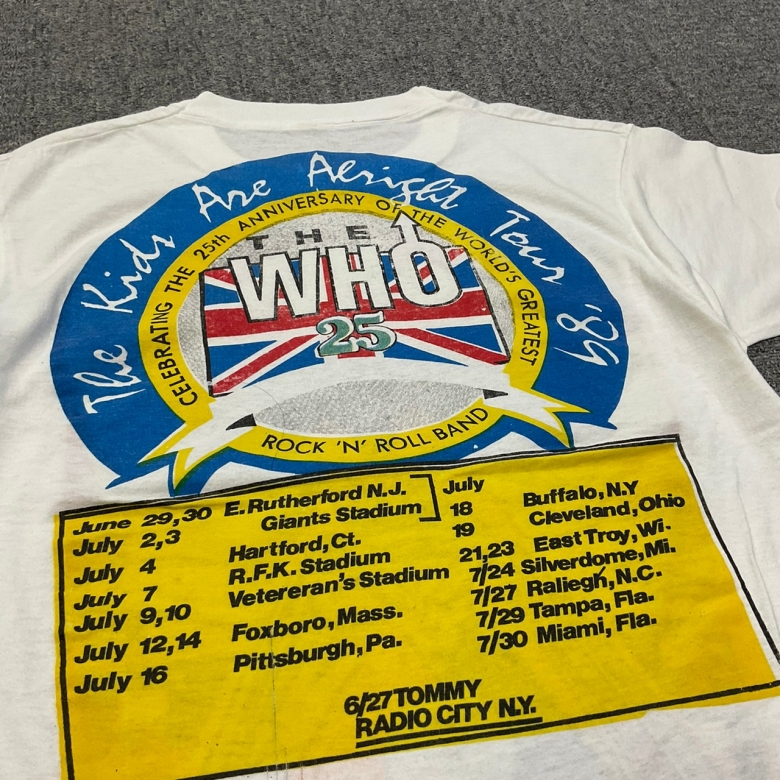 The Kids Are Alright Tour '89
CELEBRATING THE 25th ANNIVERSARY OF THE WORLD'S GREATEST
THE
WHO
25
ROCK 'N' ROLL BAND
June 29,30 E. Rutherford N.J.
Giants Stadium
July 2,3 Hartford, Ct.
July 4 R.F.K. Stadium
July 7 Vetereran's Stadium
July 9,10
July 12,14 Foxboro, Mass.
July 16 Pittsburgh, Pa.
July
18 Buffalo, N.Y
19 Cleveland, Ohio
21,23 East Troy, Wi.
7/24 Silverdome, Mi.
7/27 Raliegh, N.C.
7/29 Tampa, Fla.
7/30 Miami, Fla.
6/27 TOMMY
RADIO CITY N.Y.